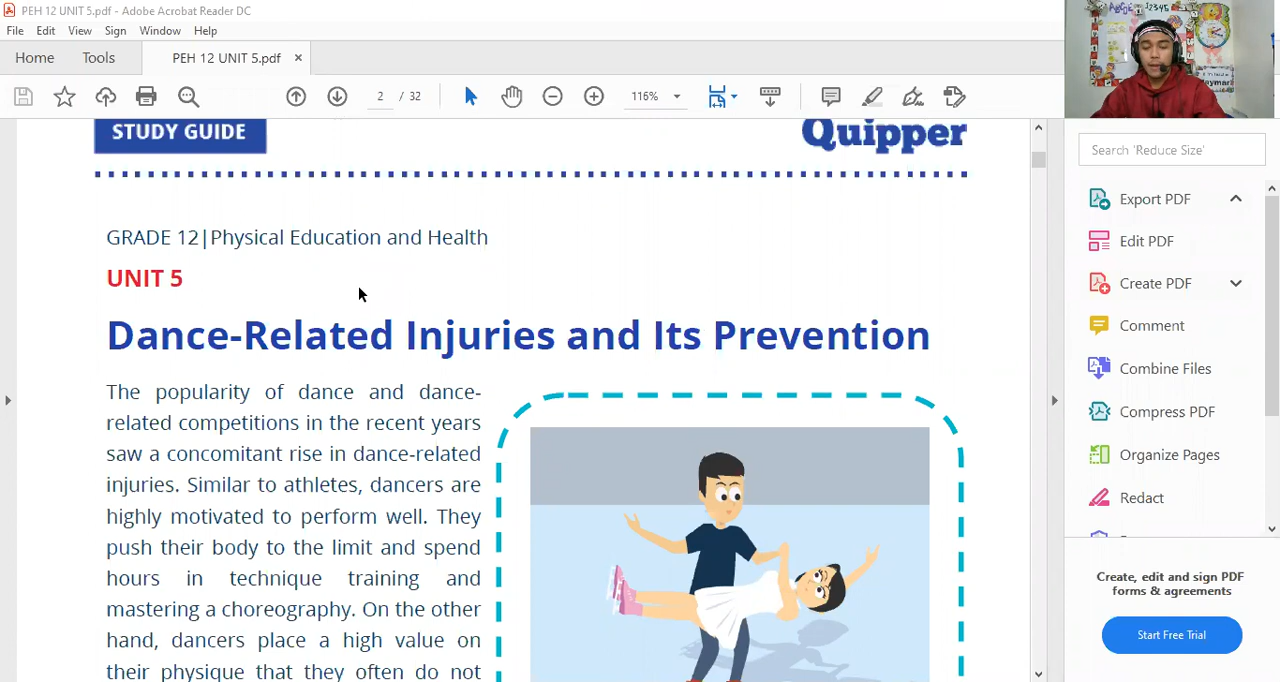 PEH 12 UNIT 5.pdf - Adobe Acrobat Reader DC
File Edit View Sign Window Help
Home Tools PEH 12 UNIT 5.pdf ×
2 / 32 116%
Search 'Reduce Size'
STUDY GUIDE
Quipper
GRADE 12|Physical Education and Health
UNIT 5
Dance-Related Injuries and Its Prevention
The popularity of dance and dance-
related competitions in the recent years
saw a concomitant rise in dance-related
injuries. Similar to athletes, dancers are
highly motivated to perform well. They
push their body to the limit and spend
hours in technique training and
mastering a choreography. On the other
hand, dancers place a high value on
their physique that they often do not
Export PDF
Edit PDF
Create PDF
Comment
Combine Files
Compress PDF
Organize Pages
Redact
Create, edit and sign PDF
forms & agreements
Start Free Trial